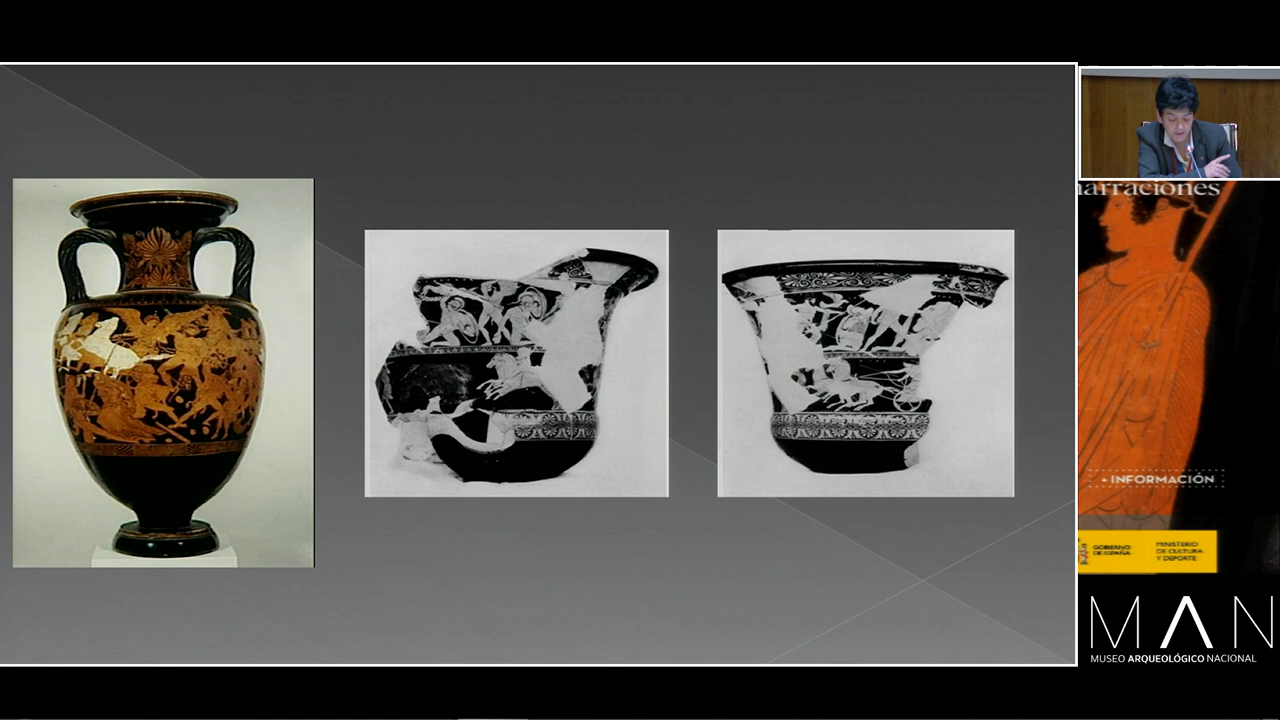 narraciones
+ INFORMACIÓN
GOBIERNO
DE ESPAÑA
MINISTERIO
DE CULTURA
Y DEPORTE
MAN
MUSEO ARQUEOLÓGICO NACIONAL